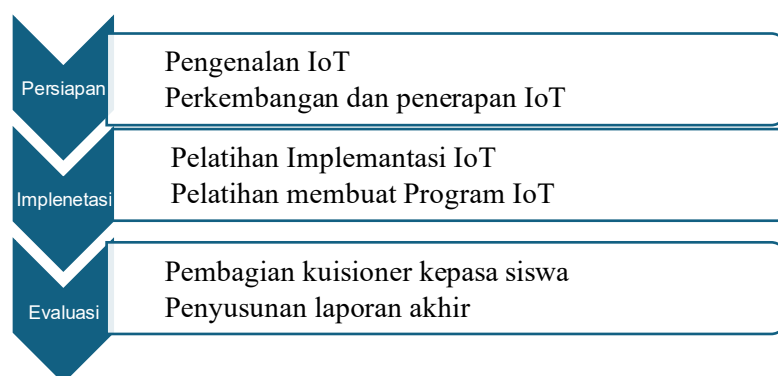 Persiapan
Pengenalan IoT
Perkembangan dan penerapan IoT
Implenetasi
Pelatihan Implemantasi IoT
Pelatihan membuat Program IoT
Evaluasi
Pembagian kuisioner kepasa siswa
Penyusunan laporan akhir